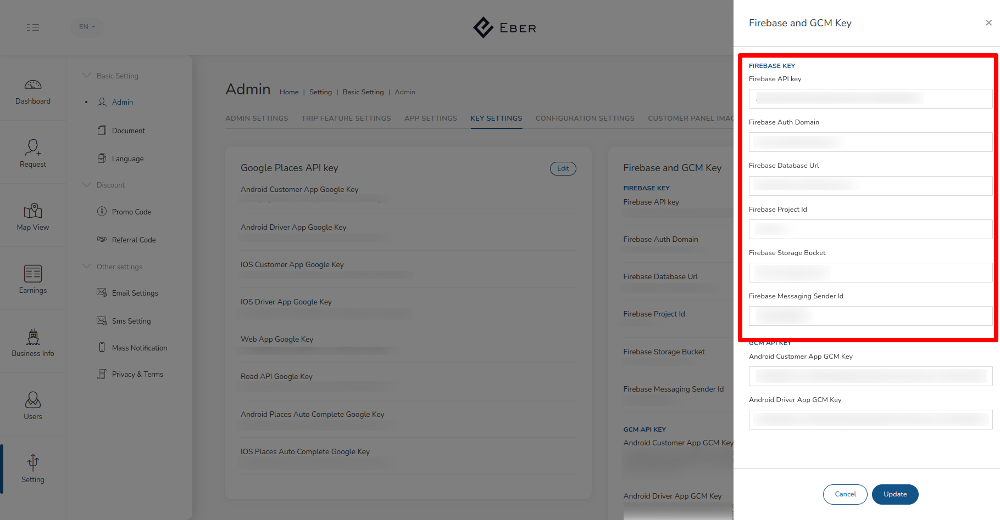 EN
EBER
Dashboard
Request
Map View
Earnings
Business Info
Users
Setting
Basic Setting
Admin
Document
Language
Discount
Promo Code
Referral Code
Other settings
Email Settings
Sms Setting
Mass Notification
Privacy & Terms
Admin Home | Setting | Basic Setting | Admin
ADMIN SETTINGS TRIP FEATURE SETTINGS APP SETTINGS KEY SETTINGS CONFIGURATION SETTINGS CUSTOMER PANEL IMAG
Google Places API key
Edit
Android Customer App Google Key
Android Driver App Google Key
IOS Customer App Google Key
IOS Driver App Google Key
Web App Google Key
Road API Google Key
Android Places Auto Complete Google Key
IOS Places Auto Complete Google Key
Firebase and GCM Key
FIREBASE KEY
Firebase API key
Firebase Auth Domain
Firebase Database Url
Firebase Project Id
Firebase Storage Bucket
Firebase Messaging Sender Id
GCM API KEY
Android Customer App GCM Key
Android Driver App GCM Key
Firebase and GCM Key
FIREBASE KEY
Firebase API key
Firebase Auth Domain
Firebase Database Url
Firebase Project Id
Firebase Storage Bucket
Firebase Messaging Sender Id
GCM API KEY
Android Customer App GCM Key
Android Driver App GCM Key
Cancel
Update